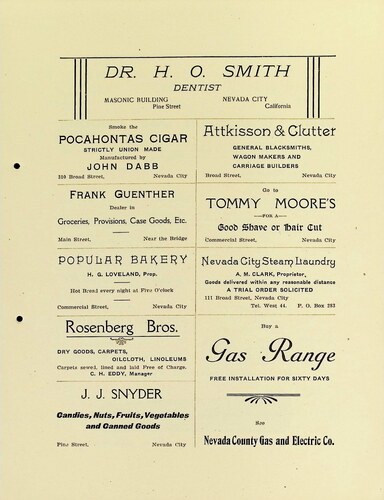 DR. H. O. SMITH
DENTIST
MASONIC BUILDING NEVADA CITY
Pine Street California
Smoke the
POCAHONTAS CIGAR
STRICTLY UNION MADE
Manufactured by
JOHN DABB
310 Broad Street, Nevada City
Attkisson & Clutter
GENERAL BLACKSMITHS,
WAGON MAKERS AND
CARRIAGE BUILDERS
Broad Street, Nevada City
FRANK GUENTHER
Dealer in
Groceries, Provisions, Case Goods, Etc.
Main Street, Near the Bridge
Go to
TOMMY MOORE'S
—FOR A—
Good Shave or Hair Cut
Commercial Street, Nevada City
POPULAR BAKERY
H. G. LOVELAND, Prop.
Hot Bread every night at Five O'clock
Commercial Street, Nevada City
Nevada City Steam Laundry
A. M. CLARK, Proprietor,
Goods delivered within any reasonable distance
A TRIAL ORDER SOLICITED
111 Broad Street, Nevada City
Tel. West 44. P. O. Box 283
Rosenberg Bros.
DRY GOODS, CARPETS,
OILCLOTH, LINOLEUMS
Carpets sewed, lined and laid Free of Charge.
C. H. EDDY, Manager
Buy a
Gas Range
FREE INSTALLATION FOR SIXTY DAYS
See
Nevada County Gas and Electric Co.
J. J. SNYDER
Candies, Nuts, Fruits, Vegetables
and Canned Goods
Pine Street, Nevada City